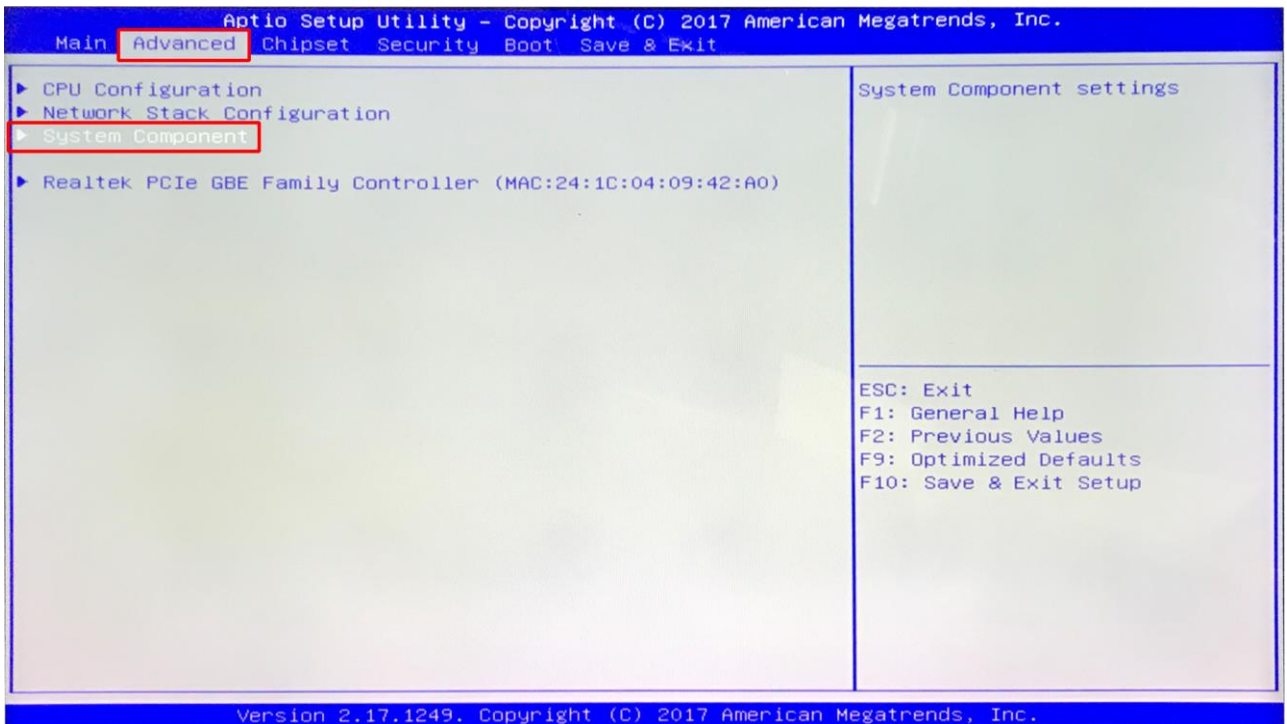 Aptio Setup Utility – Copyright (C) 2017 American Megatrends, Inc.
Main Advanced Chipset Security Boot Save & Exit
CPU Configuration
Network Stack Configuration
System Component
Realtek PCIe GBE Family Controller (MAC:24:1C:04:09:42:A0)
System Component settings
ESC: Exit
F1: General Help
F2: Previous Values
F9: Optimized Defaults
F10: Save & Exit Setup
Version 2.17.1249. Copyright (C) 2017 American Megatrends, Inc.